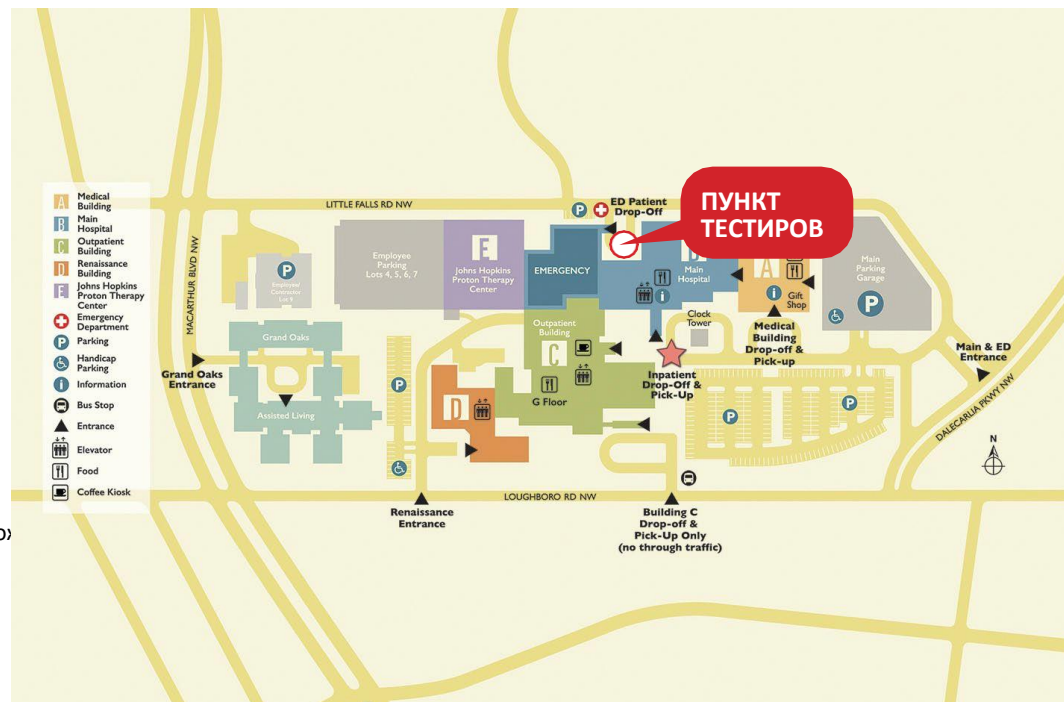 A Medical
Building
B Main
Hospital
C Outpatient
Building
D Renaissance
Building
E Johns Hopkins
Proton Therapy
Center
Emergency
Department
P Parking
Handicap
Parking
i Information
Bus Stop
Entrance
Elevator
Food
Coffee Kiosk
LITTLE FALLS RD NW
MACARTHUR BLVD NW
P
Employee
Contractor
Lot 8
Employee
Parking
Lots 4, 5, 6, 7
E
Johns Hopkins
Proton Therapy
Center
P
ED Patient
Drop-Off
ПУНКТ
ТЕСТИРОВ
EMERGENCY
Main
Hospital
i
A
i
Gift
Shop
Main
Parking
Garage
P
Clock
Tower
Medical
Building
Drop-off &
Pick-up
Main & ED
Entrance
Grand Oaks
Grand Oaks
Entrance
Assisted Living
Outpatient
Building
C
G Floor
Inpatient
Drop-Off &
Pick-Up
D
P
P
P
DALECARLIA PKWY NW
N
LOUGHBORO RD NW
Renaissance
Entrance
Building C
Drop-off &
Pick-Up Only
(no through traffic)